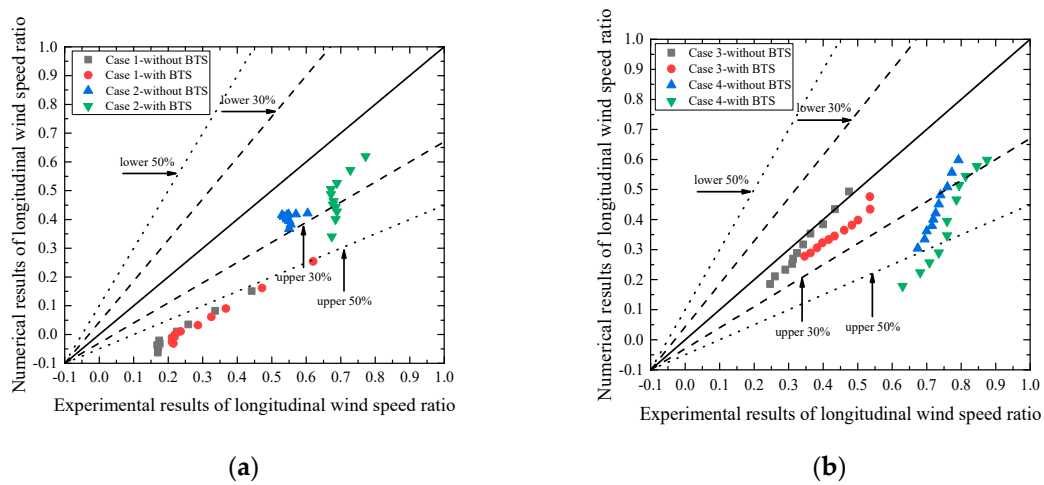 Case 1-without BTS
Case 1-with BTS
Case 2-without BTS
Case 2-with BTS
lower 30%
lower 50%
upper 30%
upper 50%
1.0
0.9
0.8
0.7
0.6
0.5
0.4
0.3
0.2
0.1
0.0
-0.1
-0.1 0.0 0.1 0.2 0.3 0.4 0.5 0.6 0.7 0.8 0.9 1.0
Numerical results of longitudinal wind speed ratio
Experimental results of longitudinal wind speed ratio
(a)
Case 3-without BTS
Case 3-with BTS
Case 4-without BTS
Case 4-with BTS
lower 30%
lower 50%
upper 30%
upper 50%
1.0
0.9
0.8
0.7
0.6
0.5
0.4
0.3
0.2
0.1
0.0
-0.1
-0.1 0.0 0.1 0.2 0.3 0.4 0.5 0.6 0.7 0.8 0.9 1.0
Numerical results of longitudinal wind speed ratio
Experimental results of longitudinal wind speed ratio
(b)